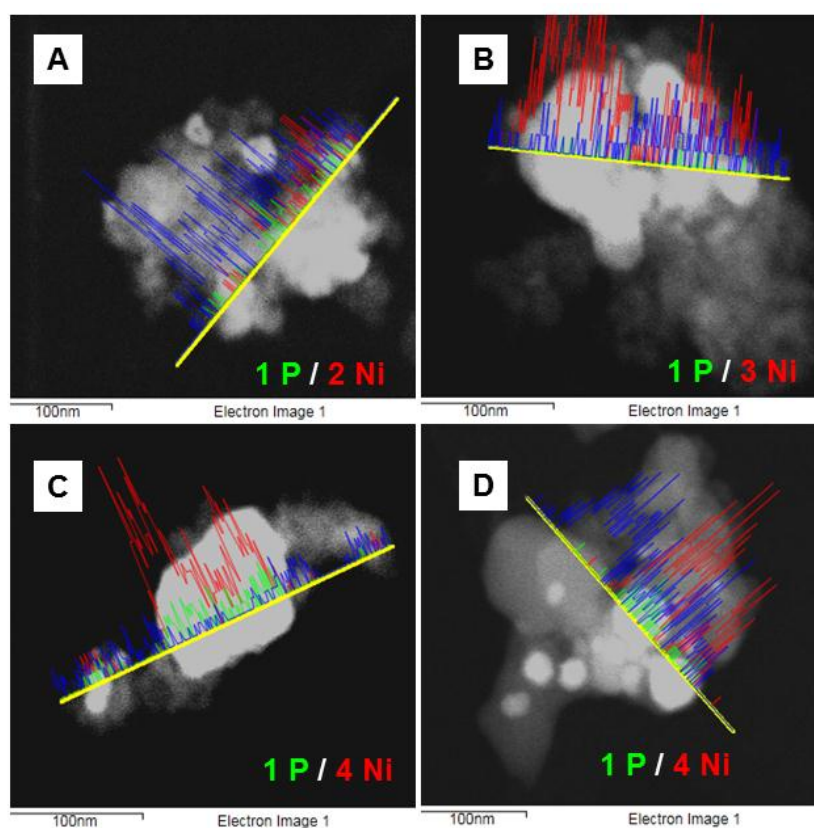 A
1 P / 2 Ni
100nm Electron Image 1
B
1 P / 3 Ni
100nm Electron Image 1
C
1 P / 4 Ni
100nm Electron Image 1
D
1 P / 4 Ni
100nm Electron Image 1